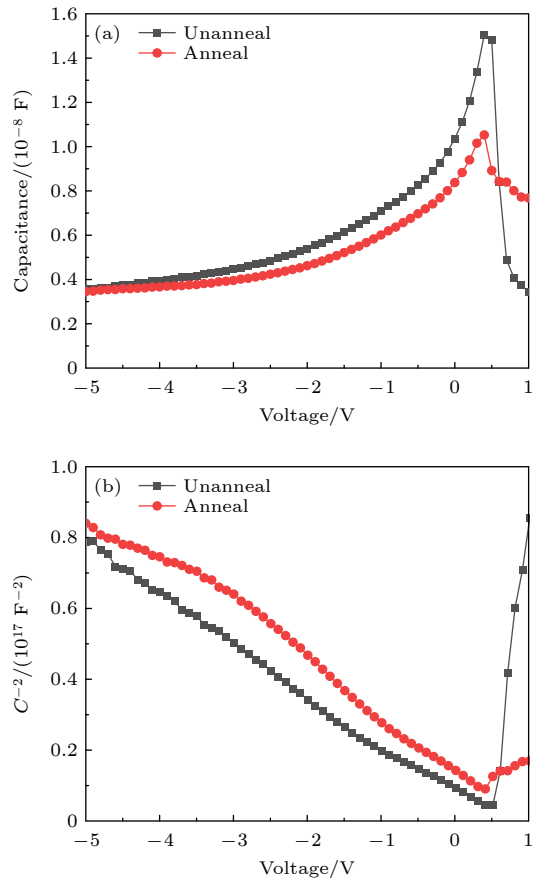 (a)
Unanneal
Anneal
Capacitance/(10⁻⁸ F)
1.6
1.4
1.2
1.0
0.8
0.6
0.4
0.2
0
−5 −4 −3 −2 −1 0 1
Voltage/V
(b)
Unanneal
Anneal
C⁻²/(10¹⁷ F⁻²)
1.0
0.8
0.6
0.4
0.2
0
−5 −4 −3 −2 −1 0 1
Voltage/V